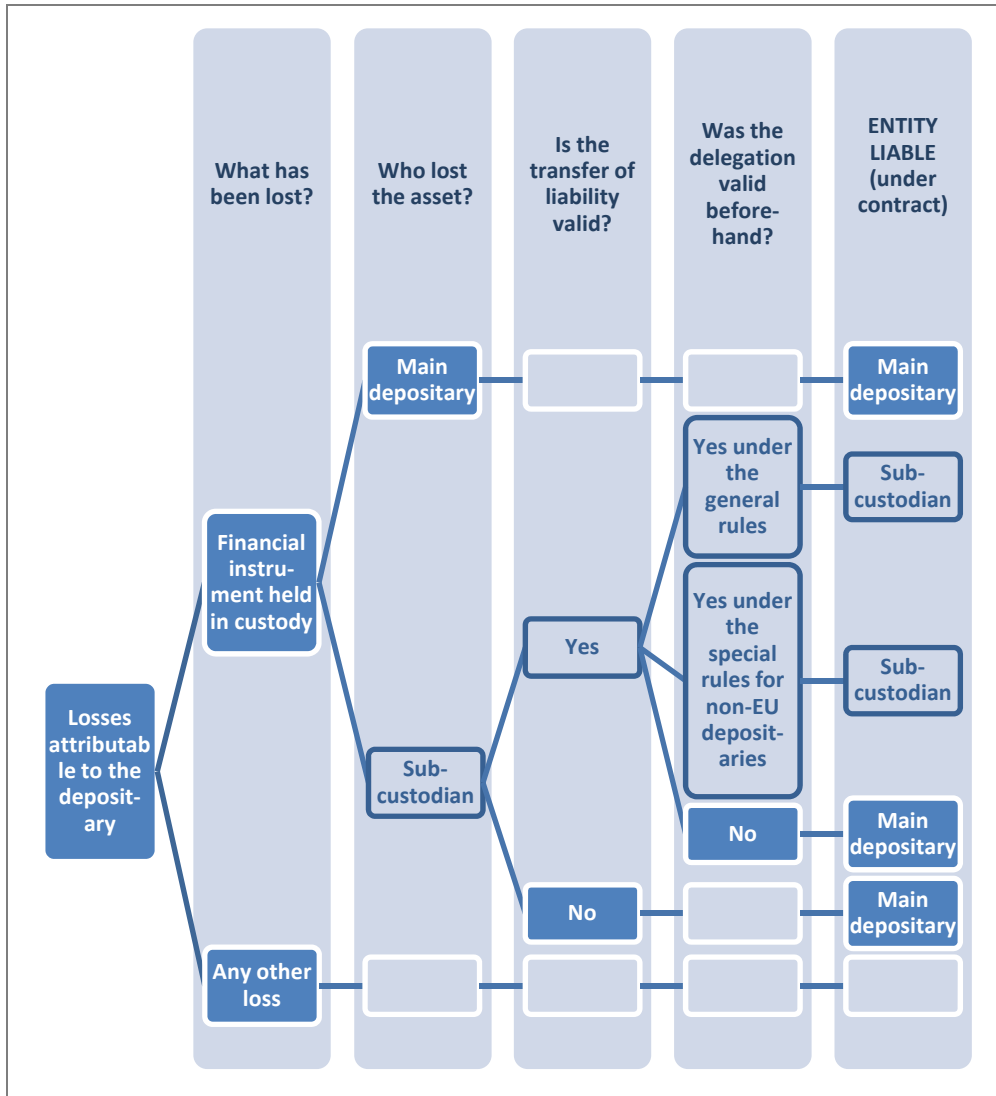 What has
been lost?
Who lost
the asset?
Is the
transfer of
liability
valid?
Was the
delegation
valid
before-
hand?
ENTITY
LIABLE
(under
contract)
Losses
attributab
le to the
deposit-
ary
Financial
instru-
ment held
in custody
Main
depositary
Main
depositary
Sub-
custodian
Yes
Yes under
the
general
rules
Sub-
custodian
Yes under
the
special
rules for
non-EU
deposit-
aries
Sub-
custodian
No
Main
depositary
No
Main
depositary
Any other
loss